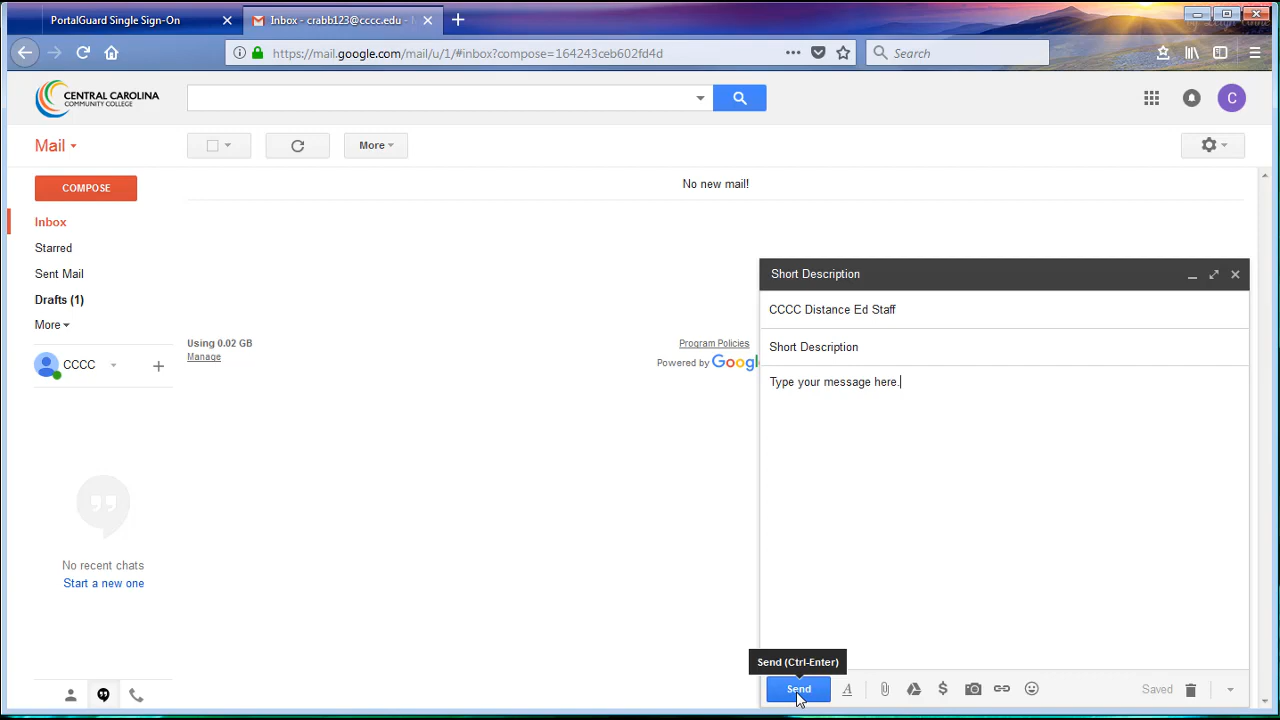 PortalGuard Single Sign-On
Inbox - crabb123@cccc.edu -
https://mail.google.com/mail/u/1/#inbox?compose=164243ceb602fd4d
Search
CENTRAL CAROLINA
COMMUNITY COLLEGE
C
Mail
More
COMPOSE
No new mail!
Inbox
Starred
Sent Mail
Drafts (1)
More
CCCC
Using 0.02 GB
Manage
Program Policies
Powered by Googl
No recent chats
Start a new one
Short Description
CCCC Distance Ed Staff
Short Description
Type your message here.
Send (Ctrl-Enter)
Send
A
Saved